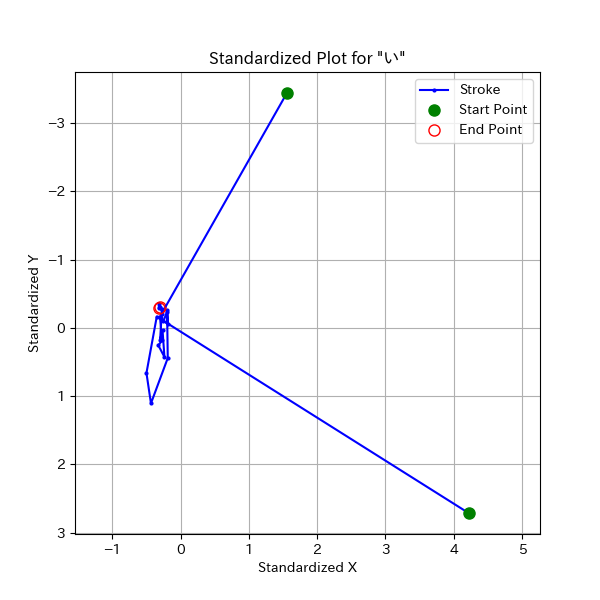 Standardized Plot for "い"
Stroke
Start Point
End Point
Standardized Y
−3
−2
−1
0
1
2
3
−1
0
1
2
3
4
5
Standardized X